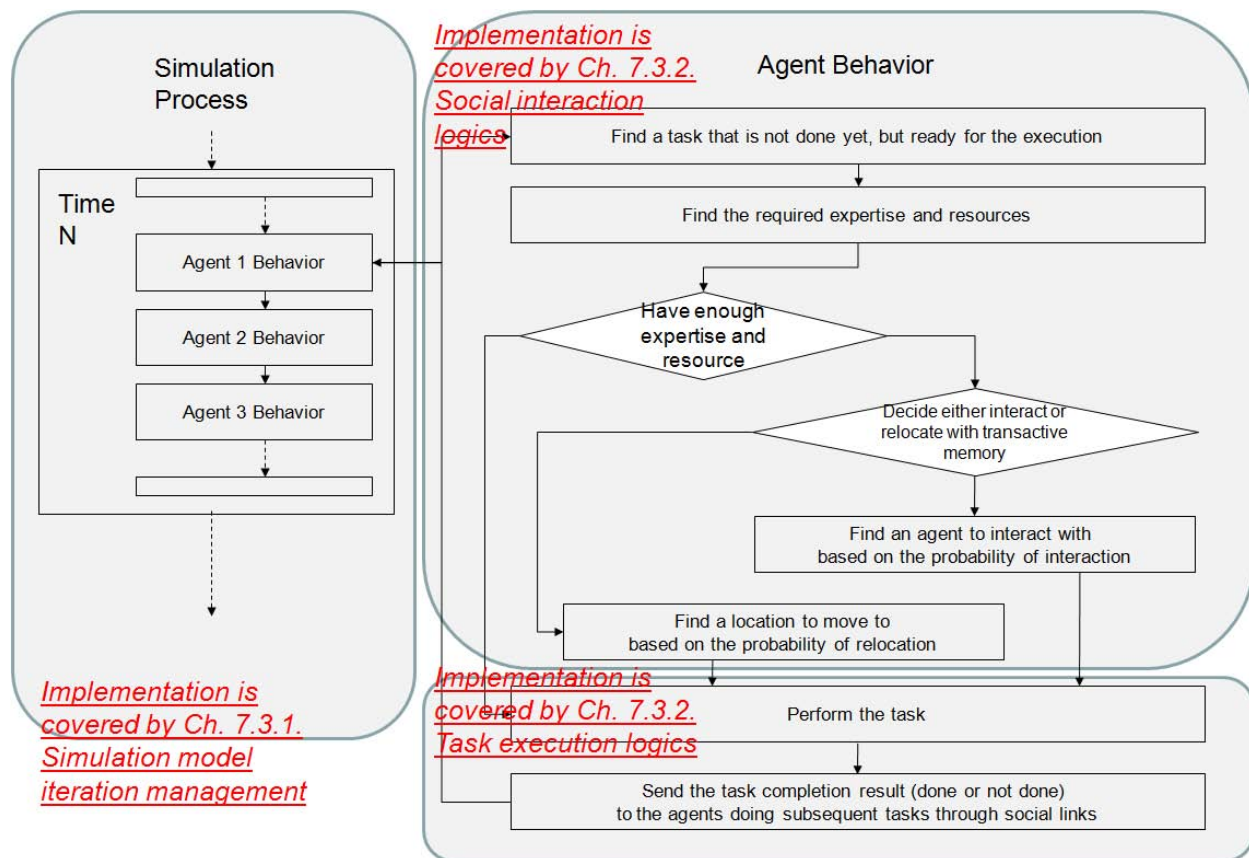 Simulation
Process
Time
N
Agent 1 Behavior
Agent 2 Behavior
Agent 3 Behavior
Implementation is
covered by Ch. 7.3.1.
Simulation model
iteration management
Implementation is
covered by Ch. 7.3.2.
Social interaction
logics
Agent Behavior
Find a task that is not done yet, but ready for the execution
Find the required expertise and resources
Have enough
expertise and
resource
Decide either interact or
relocate with transactive
memory
Find an agent to interact with
based on the probability of interaction
Find a location to move to
based on the probability of relocation
Implementation is
covered by Ch. 7.3.2.
Task execution logics
Perform the task
Send the task completion result (done or not done)
to the agents doing subsequent tasks through social links